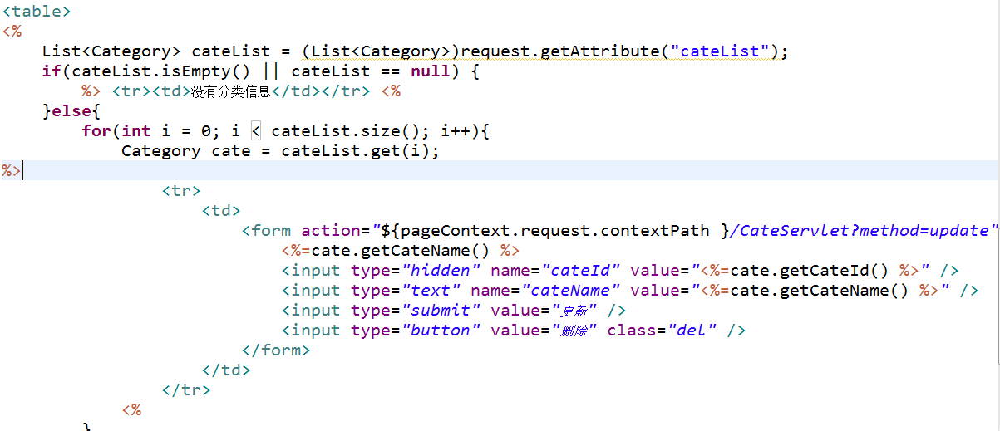 <table>
<%
    List<Category> cateList = (List<Category>)request.getAttribute("cateList");
    if(cateList.isEmpty() || cateList == null) {
        %> <tr><td>没有分类信息</td></tr> <%
    }else{
        for(int i = 0; i < cateList.size(); i++){
            Category cate = cateList.get(i);
%>
                <tr>
                    <td>
                        <form action="${pageContext.request.contextPath }/CateServlet?method=update"
                            <%=cate.getCateName() %>
                            <input type="hidden" name="cateId" value="<%=cate.getCateId() %>" />
                            <input type="text" name="cateName" value="<%=cate.getCateName() %>" />
                            <input type="submit" value="更新" />
                            <input type="button" value="删除" class="del" />
                        </form>
                    </td>
                </tr>
            <%
        }